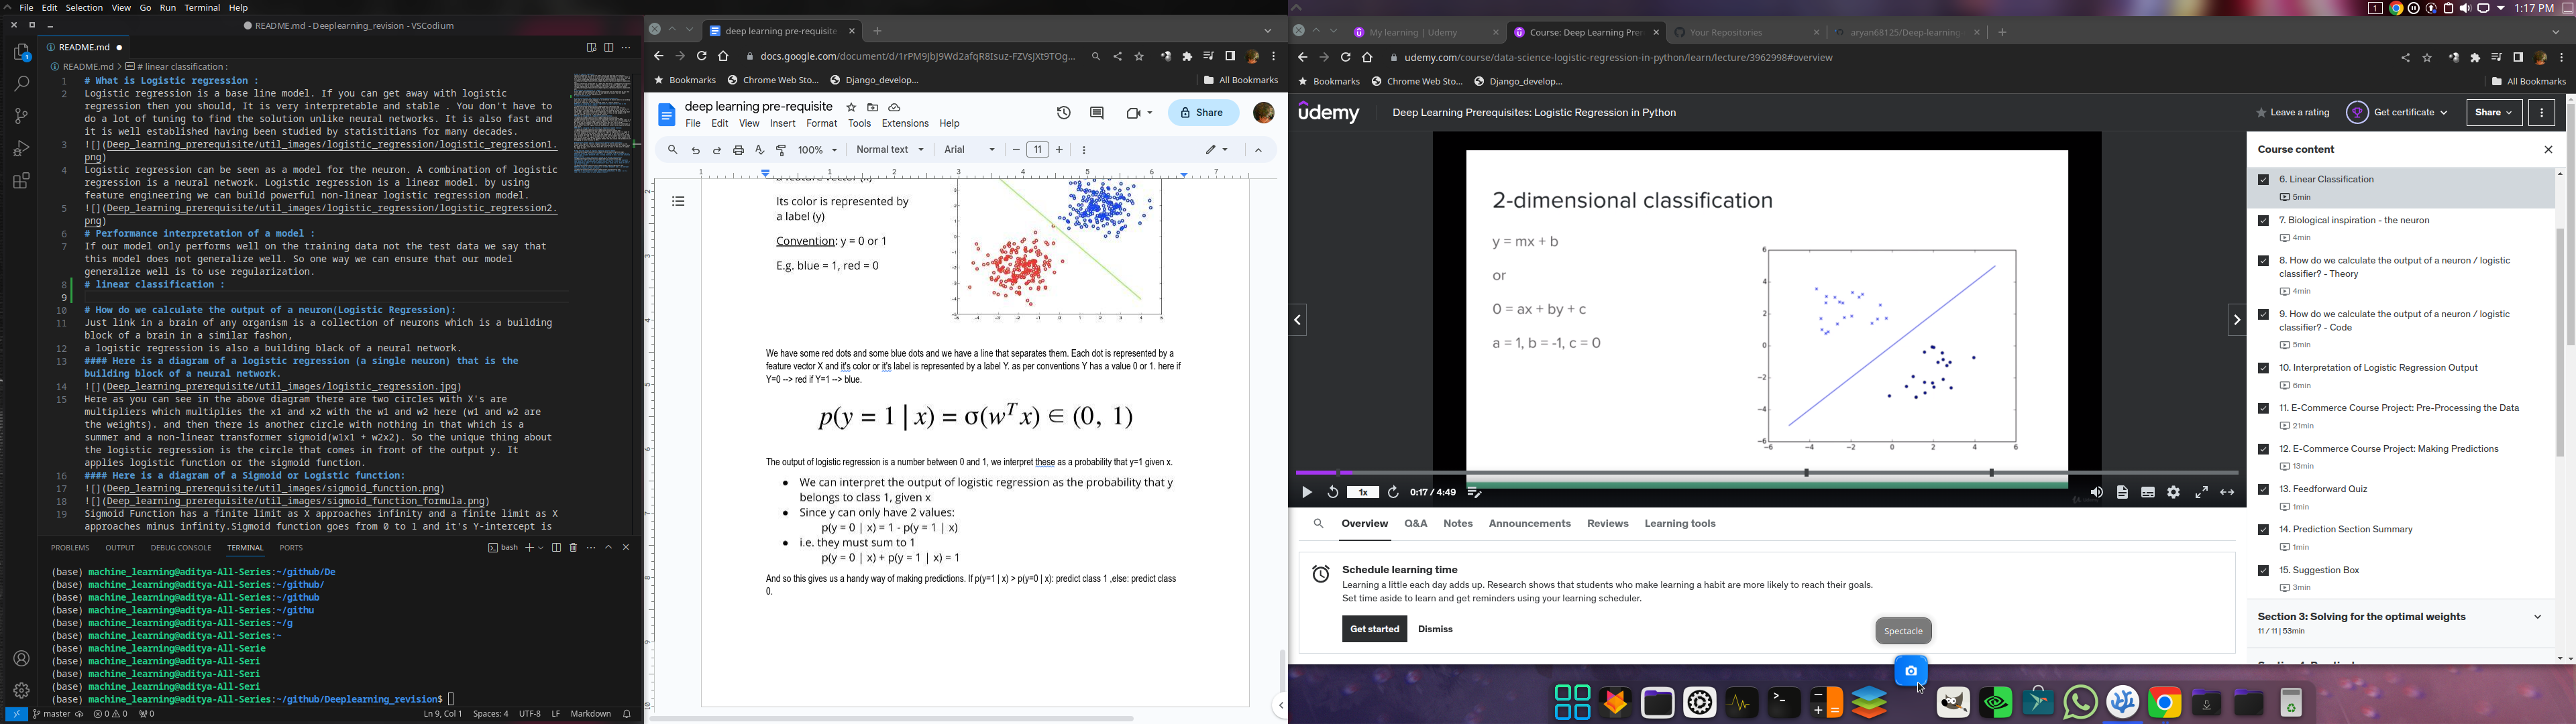 File Edit Selection View Go Run Terminal Help
README.md - Deeplearning_revision - VSCodium
README.md
README.md > # linear classification :
1 # What is Logistic regression :
2 Logistic regression is a base line model. If you can get away with logistic
regression then you should, It is very interpretable and stable . You don't have to
do a lot of tuning to find the solution unlike neural networks. It is also fast and
it is well established having been studied by statistitians for many decades.
3 ![](Deep_learning_prerequisite/util_images/logistic_regression/logistic_regression1.
png)
4 Logistic regression can be seen as a model for the neuron. A combination of logistic
regression is a neural network. Logistic regression is a linear model. by using
feature engineering we can build powerful non-linear logistic regression model.
5 ![](Deep_learning_prerequisite/util_images/logistic_regression/logistic_regression2.
png)
6 # Performance interpretation of a model :
7 If our model only performs well on the training data not the test data we say that
this model does not generalize well. So one way we can ensure that our model
generalize well is to use regularization.
8 # linear classification :
9
10 # How do we calculate the output of a neuron(Logistic Regression):
11 Just link in a brain of any organism is a collection of neurons which is a building
block of a brain in a similar fashon,
12 a logistic regression is also a building black of a neural network.
13 #### Here is a diagram of a logistic regression (a single neuron) that is the
building block of a neural network.
14 ![](Deep_learning_prerequisite/util_images/logistic_regression.jpg)
15 Here as you can see in the above diagram there are two circles with X's are
multipliers which multiplies the x1 and x2 with the w1 and w2 here (w1 and w2 are
the weights). and then there is another circle with nothing in that which is a
summer and a non-linear transformer sigmoid(w1x1 + w2x2). So the unique thing about
the logistic regression is the circle that comes in front of the output y. It
applies logistic function or the sigmoid function.
16 #### Here is a diagram of a Sigmoid or Logistic function:
17 ![](Deep_learning_prerequisite/util_images/sigmoid_function.png)
18 ![](Deep_learning_prerequisite/util_images/sigmoid_function_formula.png)
19 Sigmoid Function has a finite limit as X approaches infinity and a finite limit as X
approaches minus infinity.Sigmoid function goes from 0 to 1 and it's Y-intercept is
PROBLEMS OUTPUT DEBUG CONSOLE TERMINAL PORTS
bash
(base) machine_learning@aditya-All-Series:~/github/De
(base) machine_learning@aditya-All-Series:~/github/
(base) machine_learning@aditya-All-Series:~/github
(base) machine_learning@aditya-All-Series:~/githu
(base) machine_learning@aditya-All-Series:~/g
(base) machine_learning@aditya-All-Series:~
(base) machine_learning@aditya-All-Serie
(base) machine_learning@aditya-All-Seri
(base) machine_learning@aditya-All-Seri
(base) machine_learning@aditya-All-Seri
(base) machine_learning@aditya-All-Series:~/github/Deeplearning_revision$
master 0 0 0
Ln 9, Col 1 Spaces: 4 UTF-8 LF Markdown
deep learning pre-requisite
docs.google.com/document/d/1rPM9JbJ9Wd2afqR8Isuz-FZVsJXt9TOg...
Bookmarks Chrome Web Sto... Django_develop... All Bookmarks
deep learning pre-requisite
File Edit View Insert Format Tools Extensions Help
Share
100% Normal text Arial 11
Its color is represented by
a label (y)
Convention: y = 0 or 1
E.g. blue = 1, red = 0
We have some red dots and some blue dots and we have a line that separates them. Each dot is represented by a
feature vector X and it's color or it's label is represented by a label Y. as per conventions Y has a value 0 or 1. here if
Y=0 --> red if Y=1 --> blue.
p(y = 1 | x) = σ(wᵀx) ∈ (0, 1)
The output of logistic regression is a number between 0 and 1, we interpret these as a probability that y=1 given x.
● We can interpret the output of logistic regression as the probability that y
belongs to class 1, given x
● Since y can only have 2 values:
p(y = 0 | x) = 1 - p(y = 1 | x)
● i.e. they must sum to 1
p(y = 0 | x) + p(y = 1 | x) = 1
And so this gives us a handy way of making predictions. If p(y=1 | x) > p(y=0 | x): predict class 1 ,else: predict class
0.
1:17 PM
My learning | Udemy
Course: Deep Learning Prer
Your Repositories
aryan68125/Deep-learning
udemy.com/course/data-science-logistic-regression-in-python/learn/lecture/3962998#overview
Bookmarks Chrome Web Sto... Django_develop... All Bookmarks
ûdemy
Deep Learning Prerequisites: Logistic Regression in Python
Leave a rating Get certificate Share
2-dimensional classification
y = mx + b
or
0 = ax + by + c
a = 1, b = -1, c = 0
6
4
2
0
−2
−4
−6
−6 −4 −2 0 2 4 6
1x 0:17 / 4:49
Overview Q&A Notes Announcements Reviews Learning tools
Schedule learning time
Learning a little each day adds up. Research shows that students who make learning a habit are more likely to reach their goals.
Set time aside to learn and get reminders using your learning scheduler.
Get started Dismiss
Spectacle
Course content
6. Linear Classification
5min
7. Biological inspiration - the neuron
4min
8. How do we calculate the output of a neuron / logistic
classifier? - Theory
4min
9. How do we calculate the output of a neuron / logistic
classifier? - Code
5min
10. Interpretation of Logistic Regression Output
6min
11. E-Commerce Course Project: Pre-Processing the Data
21min
12. E-Commerce Course Project: Making Predictions
13min
13. Feedforward Quiz
1min
14. Prediction Section Summary
1min
15. Suggestion Box
3min
Section 3: Solving for the optimal weights
11 / 11 | 53min